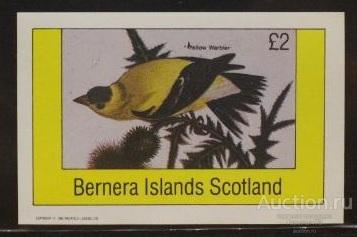 Yellow Warbler
£2
Bernera Islands Scotland
Auction.ru